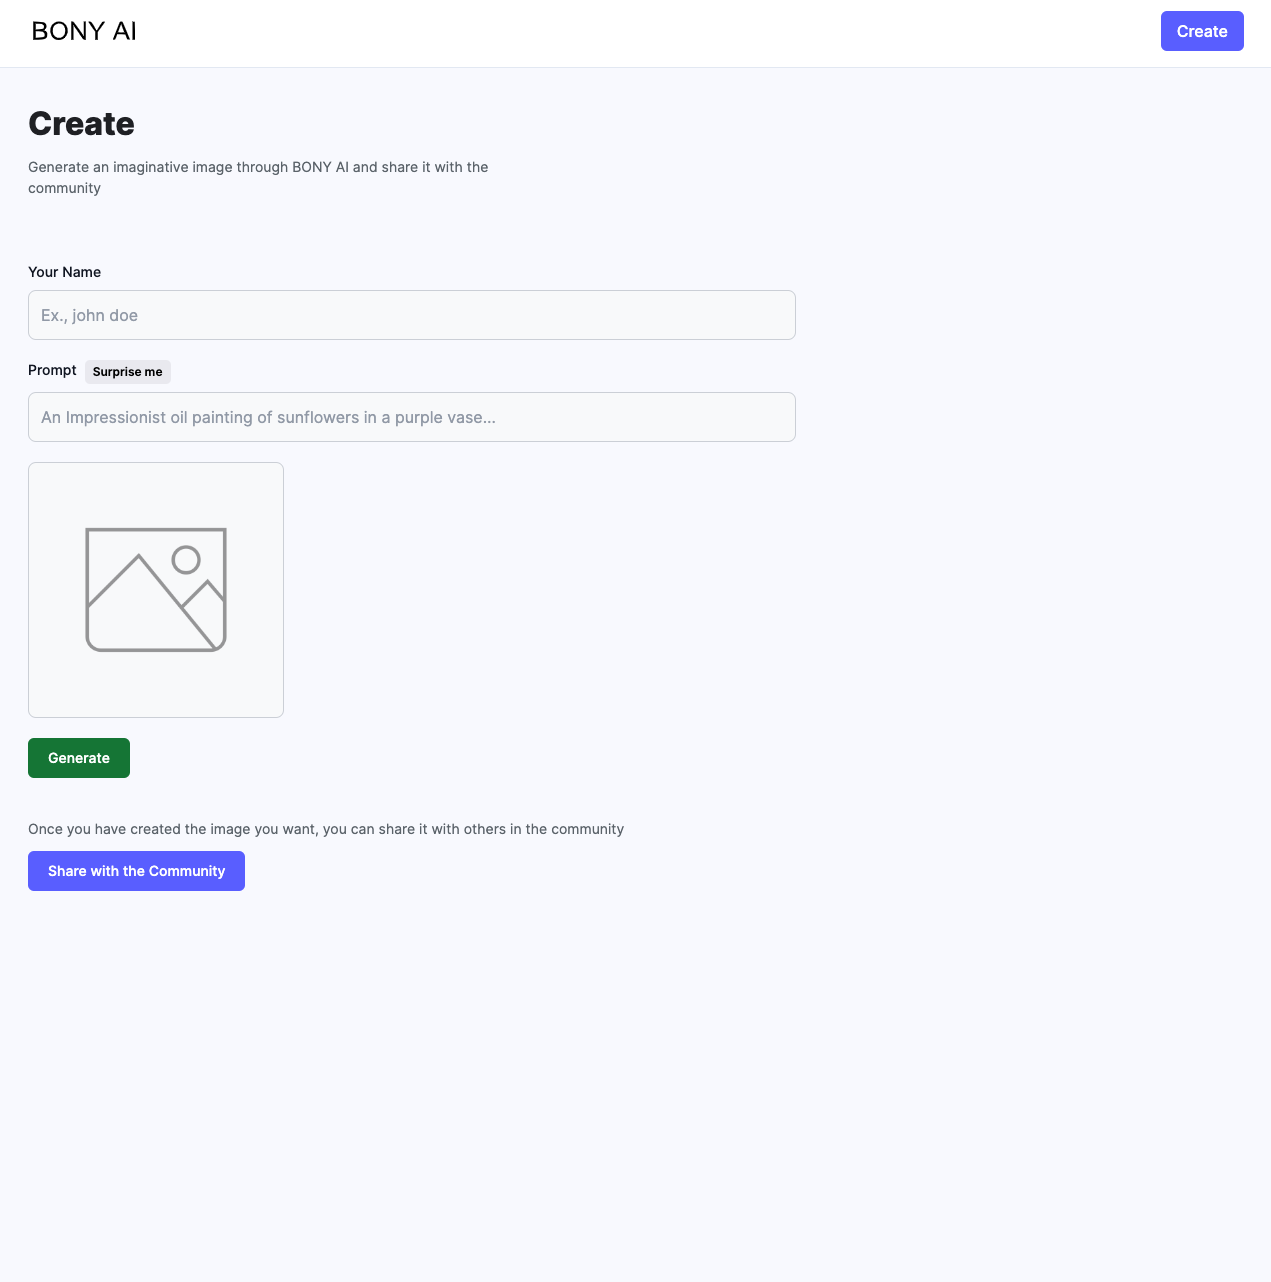 BONY AI
Create
Create
Generate an imaginative image through BONY AI and share it with the
community
Your Name
Ex., john doe
Prompt Surprise me
An Impressionist oil painting of sunflowers in a purple vase...
Generate
Once you have created the image you want, you can share it with others in the community
Share with the Community